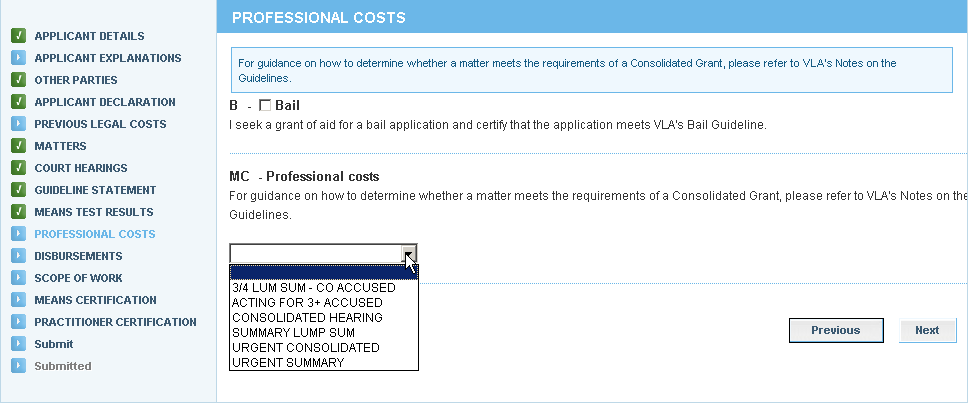 APPLICANT DETAILS
APPLICANT EXPLANATIONS
OTHER PARTIES
APPLICANT DECLARATION
PREVIOUS LEGAL COSTS
MATTERS
COURT HEARINGS
GUIDELINE STATEMENT
MEANS TEST RESULTS
PROFESSIONAL COSTS
DISBURSEMENTS
SCOPE OF WORK
MEANS CERTIFICATION
PRACTITIONER CERTIFICATION
Submit
Submitted
PROFESSIONAL COSTS
For guidance on how to determine whether a matter meets the requirements of a Consolidated Grant, please refer to VLA's Notes on the
Guidelines.
B - Bail
I seek a grant of aid for a bail application and certify that the application meets VLA's Bail Guideline.
MC - Professional costs
For guidance on how to determine whether a matter meets the requirements of a Consolidated Grant, please refer to VLA's Notes on the
Guidelines.
3/4 LUM SUM - CO ACCUSED
ACTING FOR 3+ ACCUSED
CONSOLIDATED HEARING
SUMMARY LUMP SUM
URGENT CONSOLIDATED
URGENT SUMMARY
Previous Next